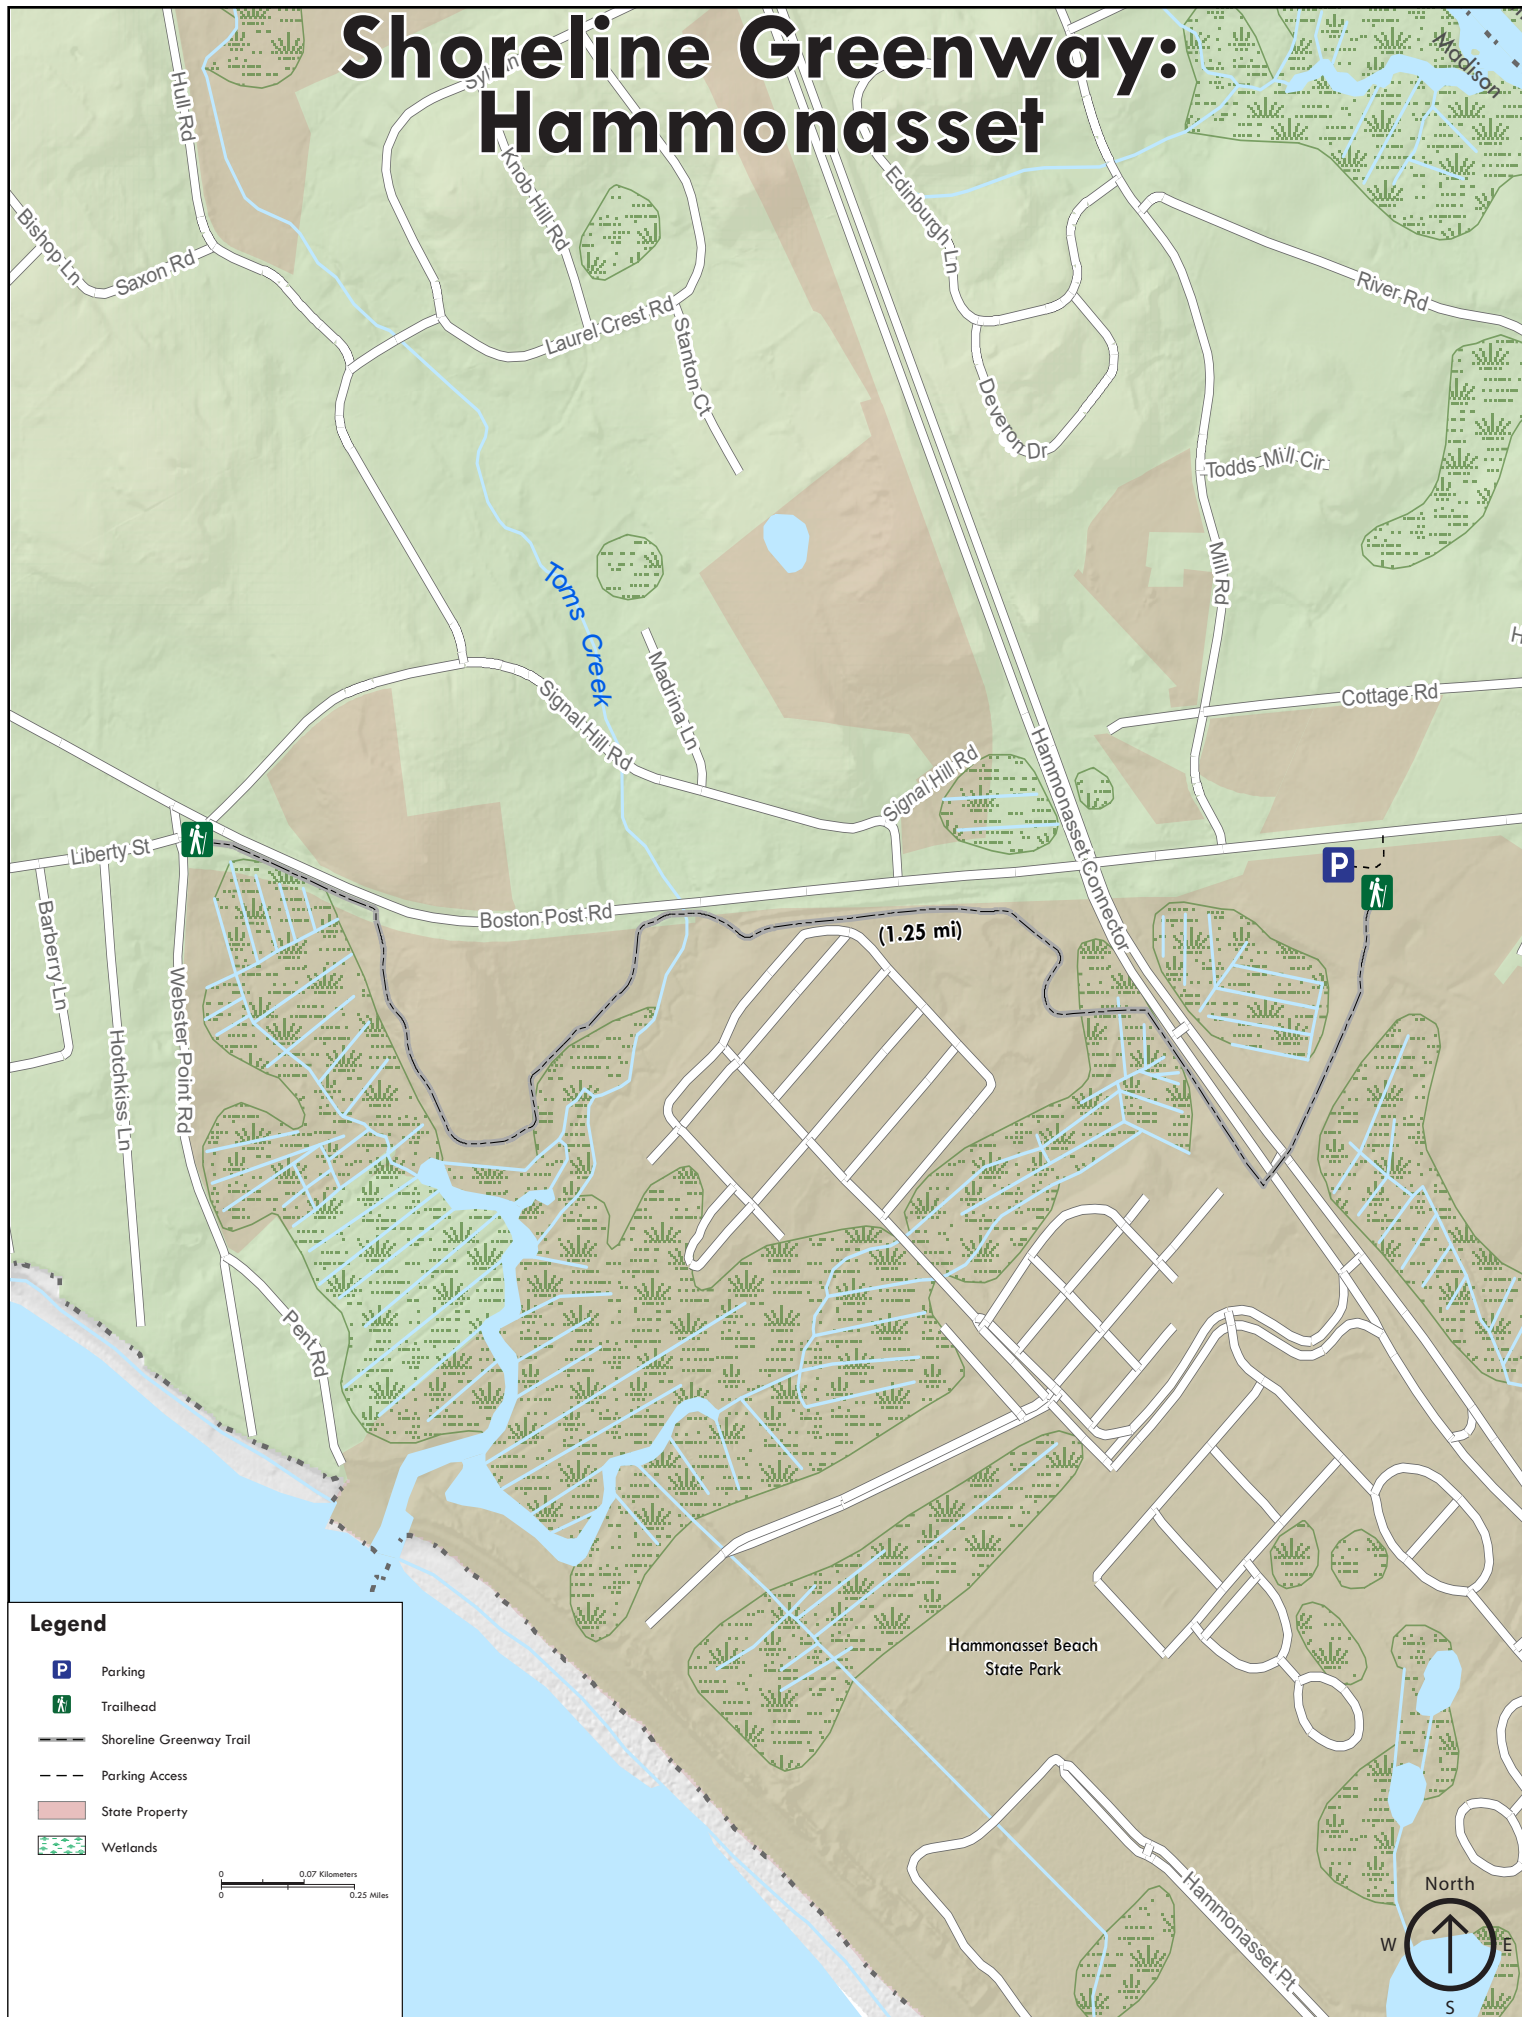 Shoreline Greenway:
Hammonasset
Madison
Hull Rd
Knob Hill Rd
Edinburgh Ln
Bishop Ln
Saxon Rd
River Rd
Laurel Crest Rd
Stanton Ct
Deveron Dr
Todds Mill Cir
Mill Rd
Toms Creek
Madrina Ln
Signal Hill Rd
Cottage Rd
Signal Hill Rd
Hammonasset Connector
Liberty St
P
Boston Post Rd
(1.25 mi)
Barberry Ln
Webster Point Rd
Hotchkiss Ln
Pent Rd
Hammonasset Beach
State Park
Hammonasset Pt
Legend
P Parking
Trailhead
Shoreline Greenway Trail
Parking Access
State Property
Wetlands
0 0.07 Kilometers
0 0.25 Miles
North
W E
S